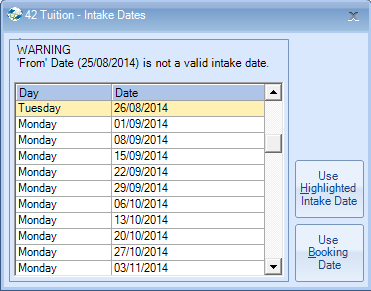 42 Tuition - Intake Dates
WARNING
'From' Date (25/08/2014) is not a valid intake date.
Day Date
Tuesday 26/08/2014
Monday 01/09/2014
Monday 08/09/2014
Monday 15/09/2014
Monday 22/09/2014
Monday 29/09/2014
Monday 06/10/2014
Monday 13/10/2014
Monday 20/10/2014
Monday 27/10/2014
Monday 03/11/2014
Use
Highlighted
Intake Date
Use
Booking
Date